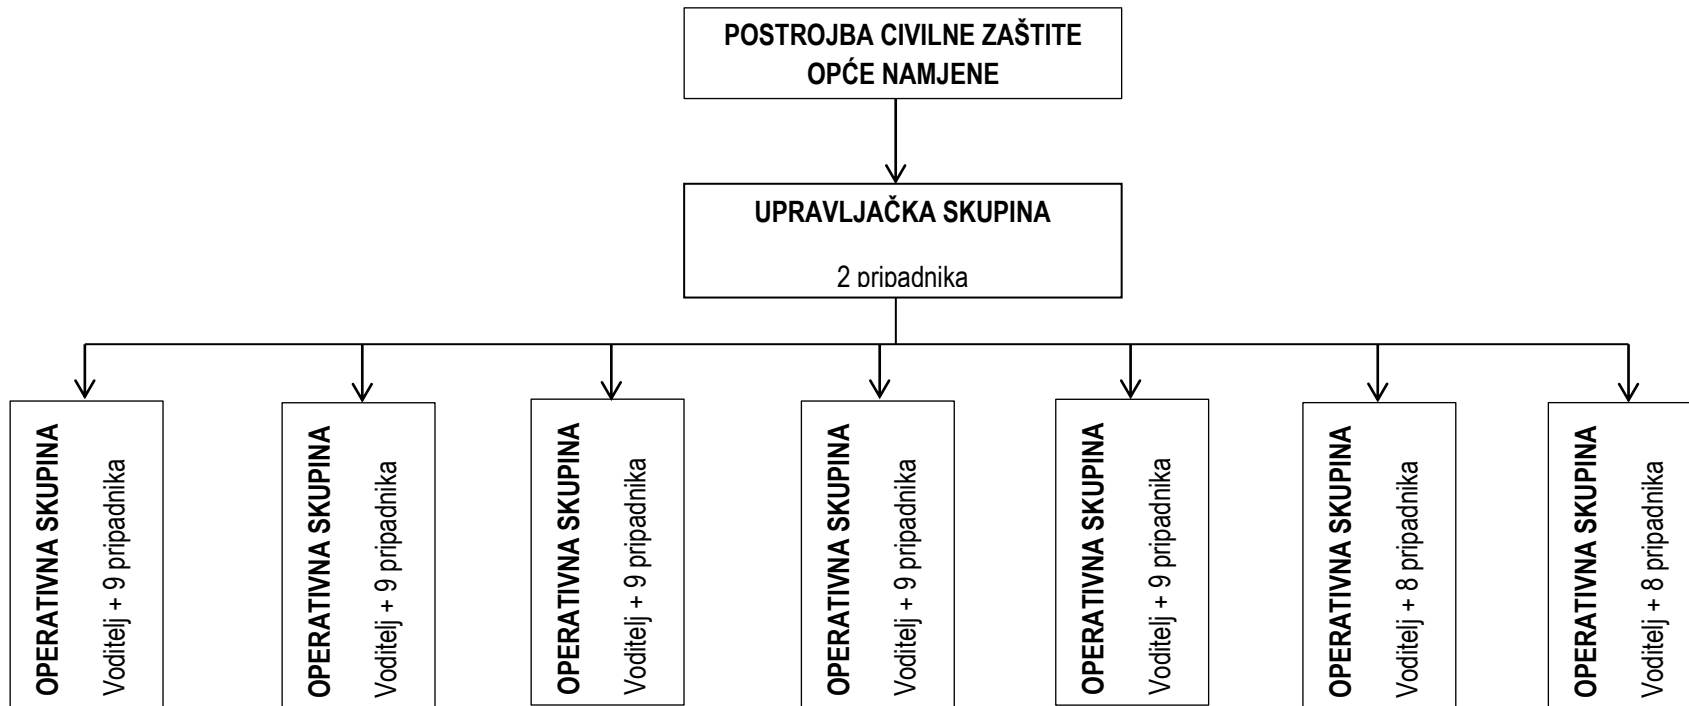 POSTROJBA CIVILNE ZAŠTITE
OPĆE NAMJENE
UPRAVLJAČKA SKUPINA
2 pripadnika
OPERATIVNA SKUPINA
Voditelj + 9 pripadnika
OPERATIVNA SKUPINA
Voditelj + 9 pripadnika
OPERATIVNA SKUPINA
Voditelj + 9 pripadnika
OPERATIVNA SKUPINA
Voditelj + 9 pripadnika
OPERATIVNA SKUPINA
Voditelj + 9 pripadnika
OPERATIVNA SKUPINA
Voditelj + 8 pripadnika
OPERATIVNA SKUPINA
Voditelj + 8 pripadnika